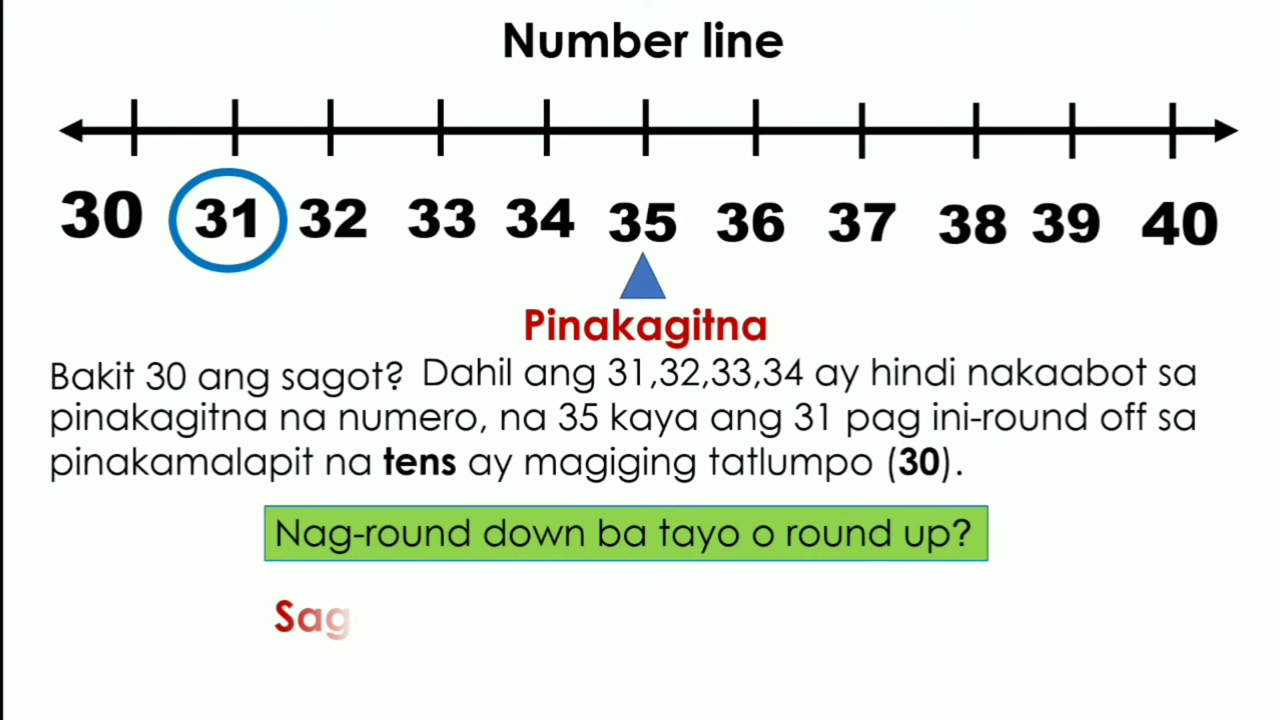 Number line
30 31 32 33 34 35 36 37 38 39 40
Pinakagitna
Bakit 30 ang sagot? Dahil ang 31,32,33,34 ay hindi nakaabot sa
pinakagitna na numero, na 35 kaya ang 31 pag ini-round off sa
pinakamalapit na tens ay magiging tatlumpo (30).
Nag-round down ba tayo o round up?
Sag